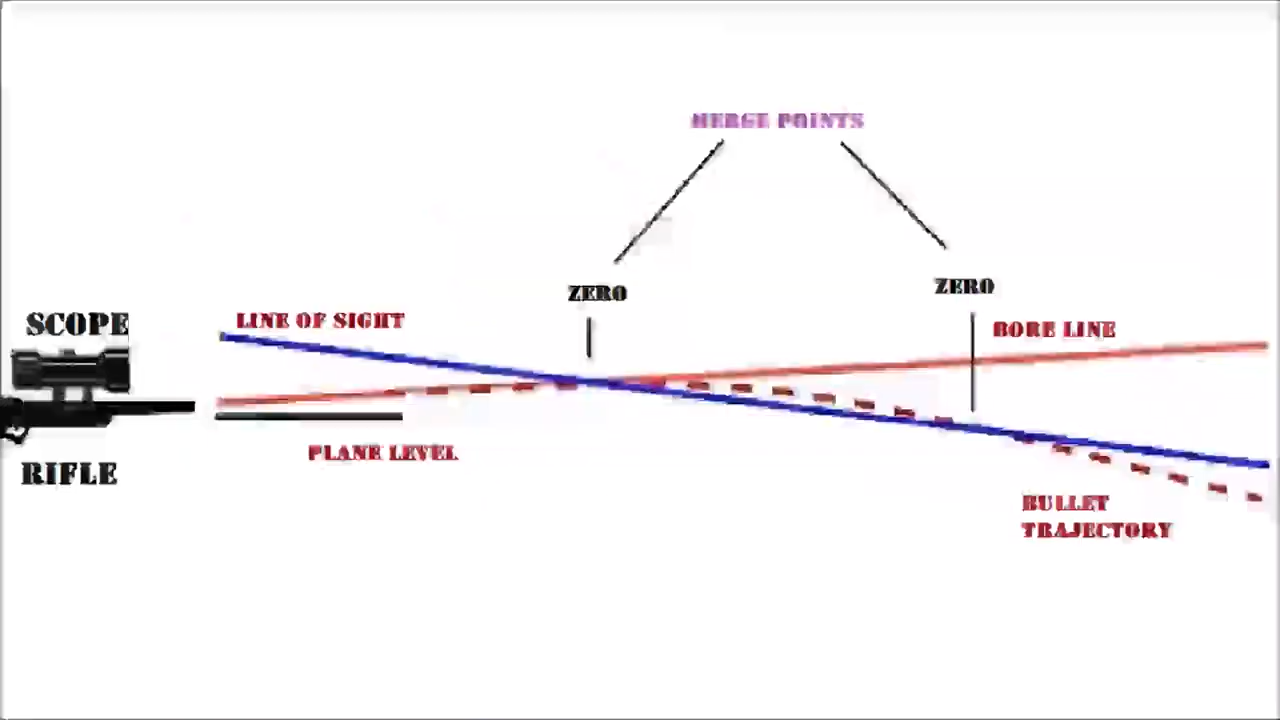 MERGE POINTS
ZERO
ZERO
SCOPE
LINE OF SIGHT
BORE LINE
PLANE LEVEL
RIFLE
BULLET
TRAJECTORY